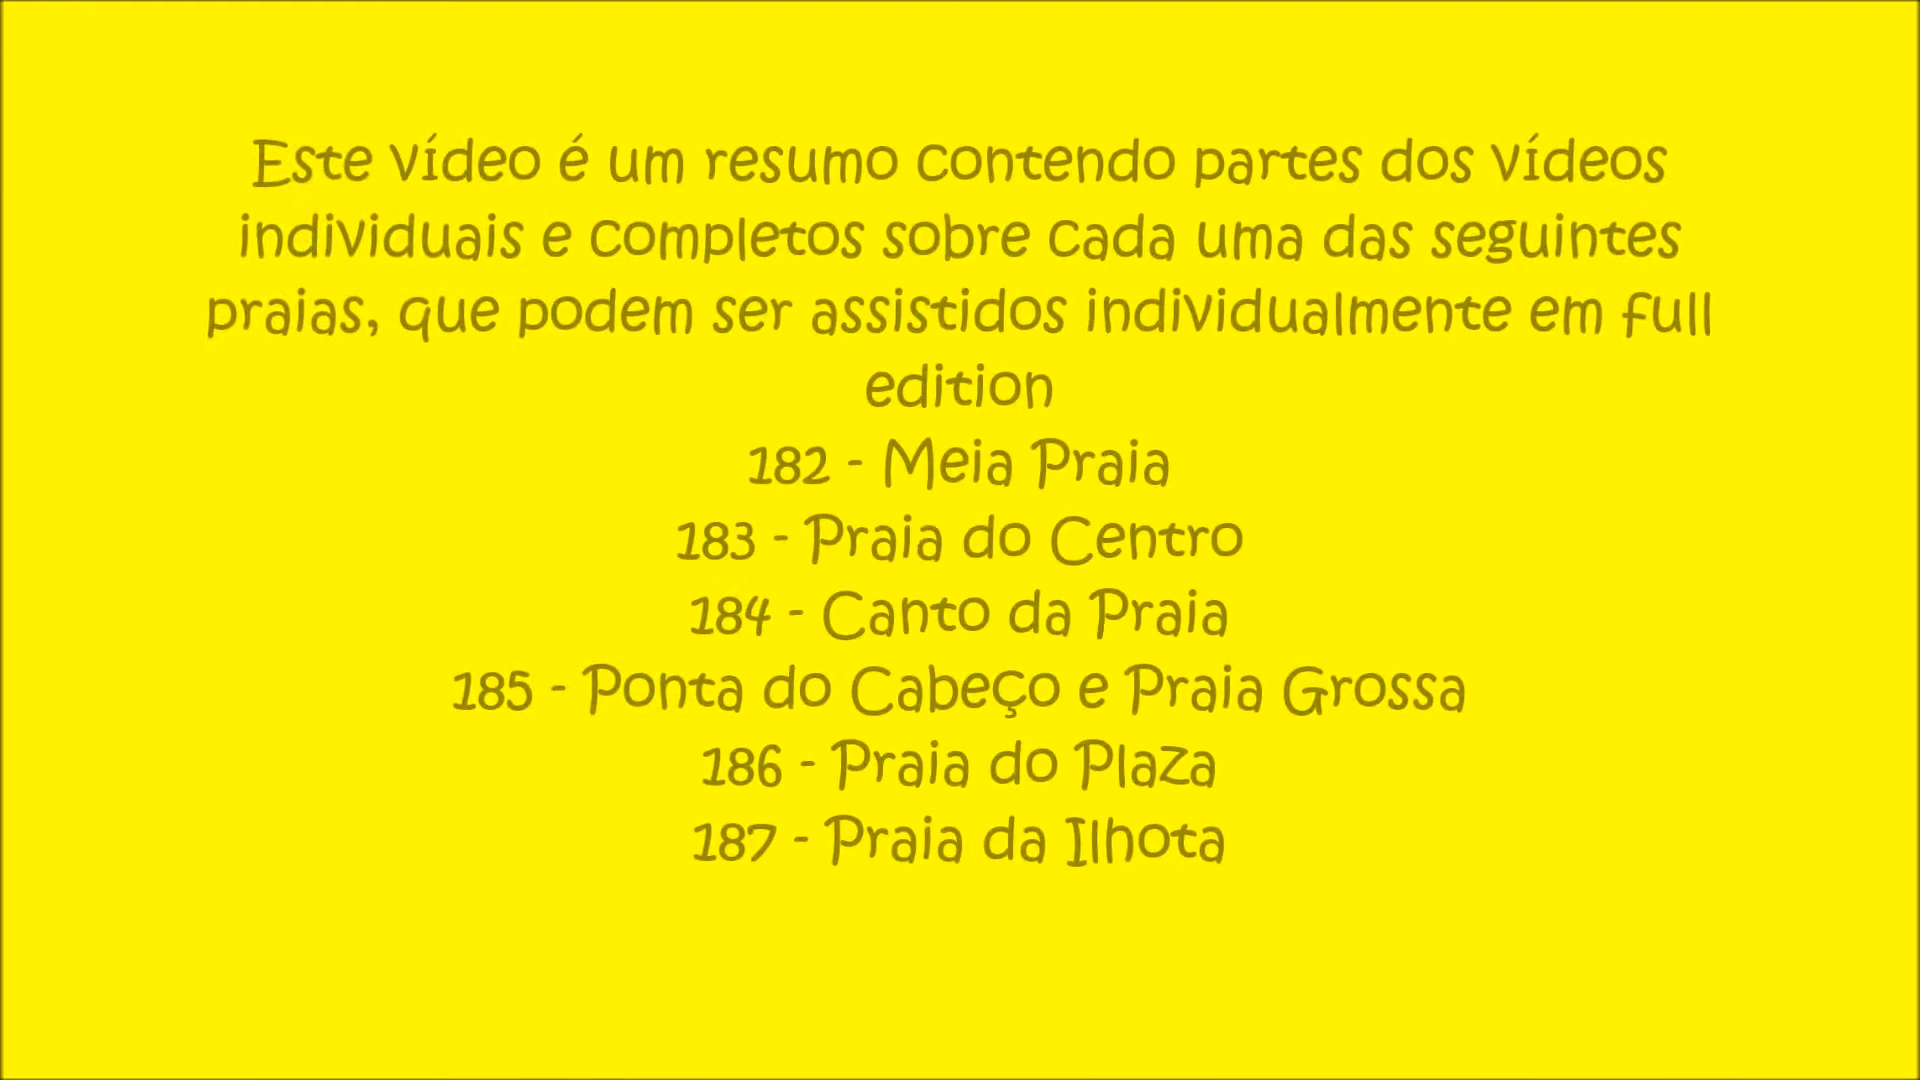 Este vídeo é um resumo contendo partes dos vídeos
individuais e completos sobre cada uma das seguintes
praias, que podem ser assistidos individualmente em full
edition
182 - Meia Praia
183 - Praia do Centro
184 - Canto da Praia
185 - Ponta do Cabeço e Praia Grossa
186 - Praia do Plaza
187 - Praia da Ilhota